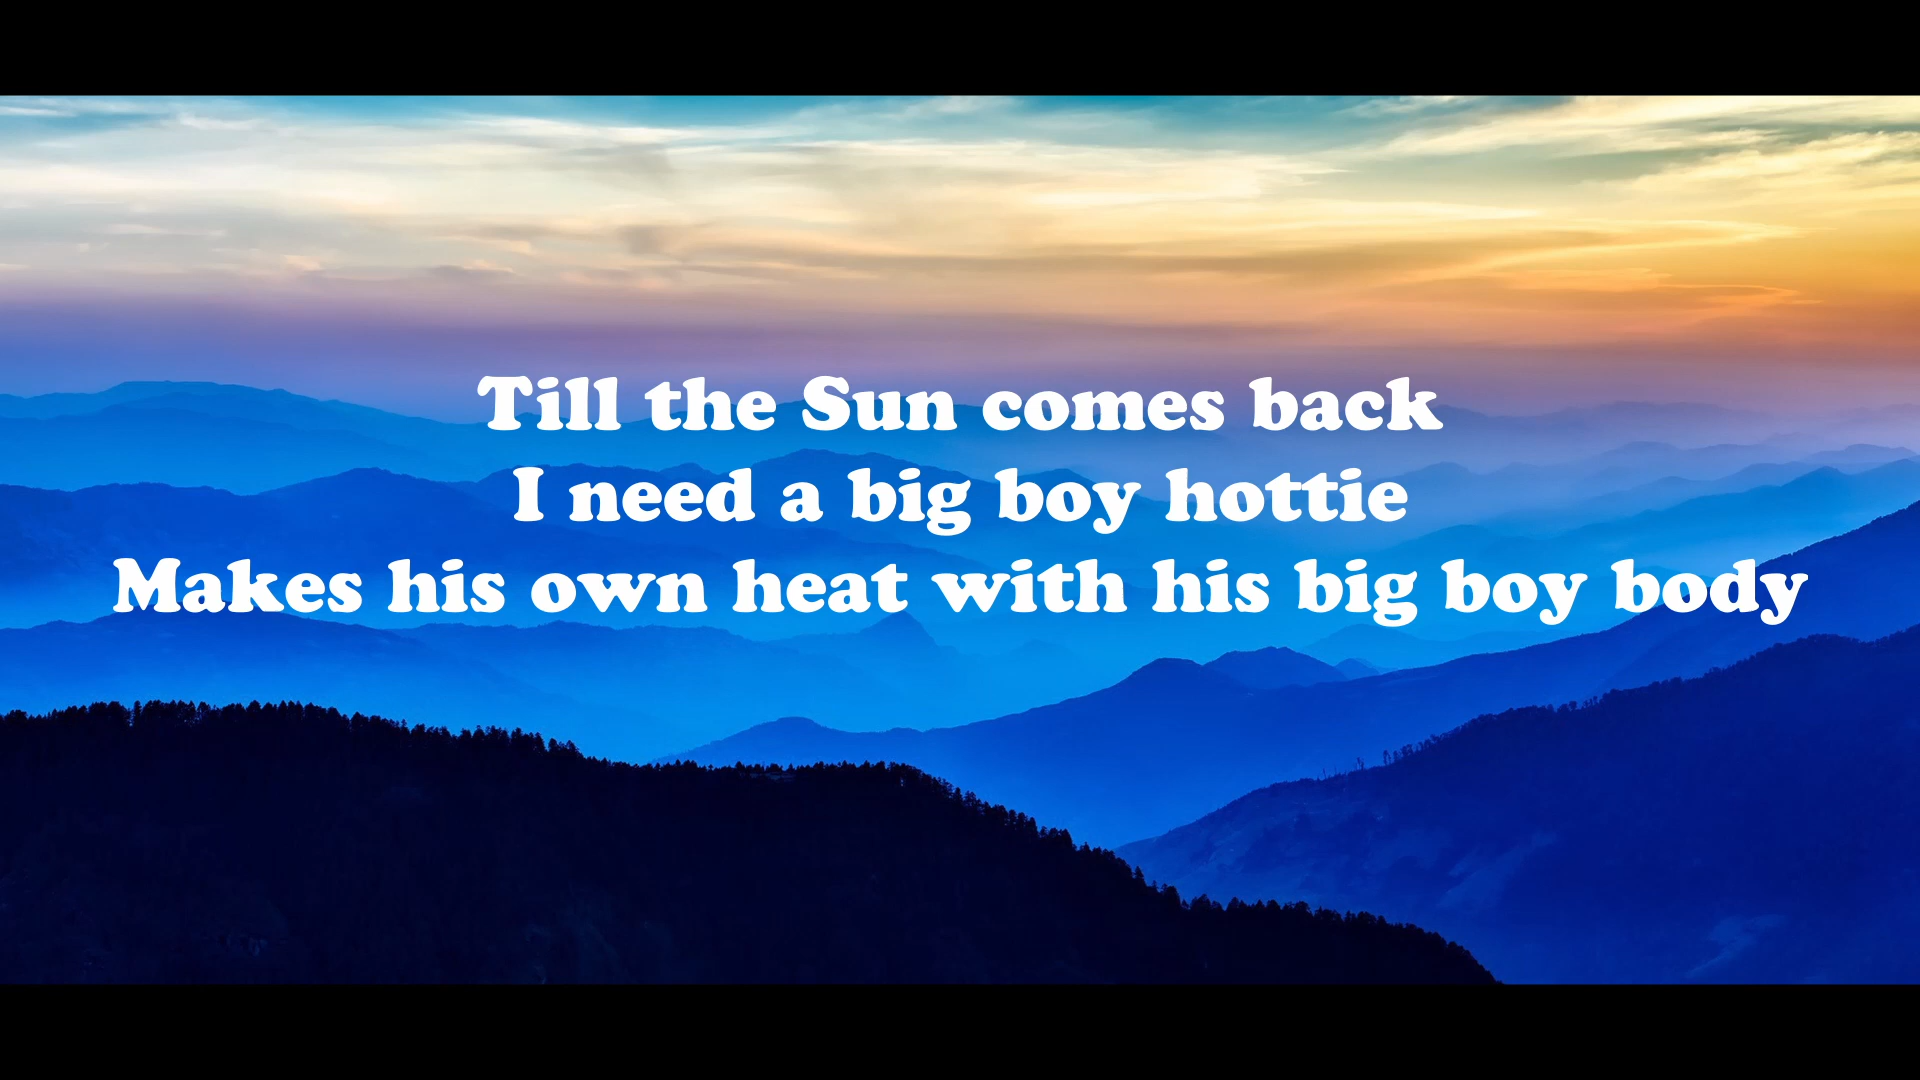 Till the Sun comes back
I need a big boy hottie
Makes his own heat with his big boy body